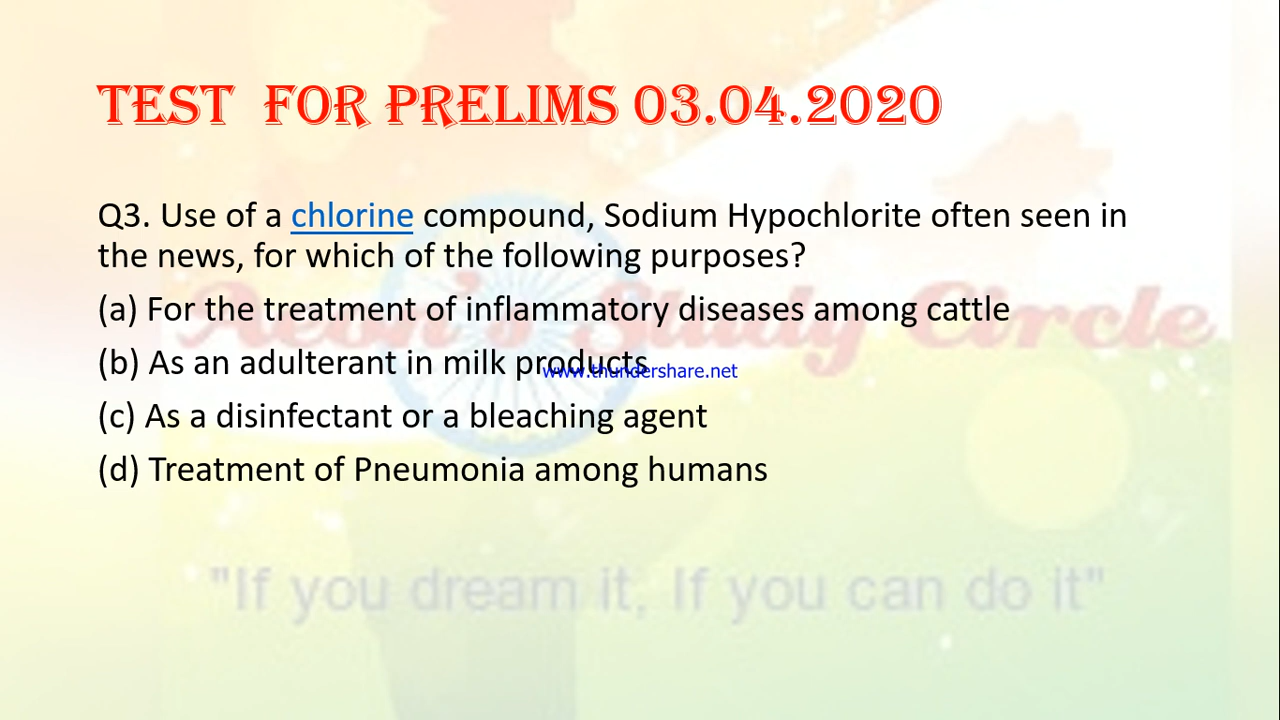 TEST FOR PRELIMS 03.04.2020
Q3. Use of a chlorine compound, Sodium Hypochlorite often seen in
the news, for which of the following purposes?
(a) For the treatment of inflammatory diseases among cattle
Study Circle
(b) As an adulterant in milk products
www.thundershare.net
(c) As a disinfectant or a bleaching agent
(d) Treatment of Pneumonia among humans
"If you dream it, If you can do it"